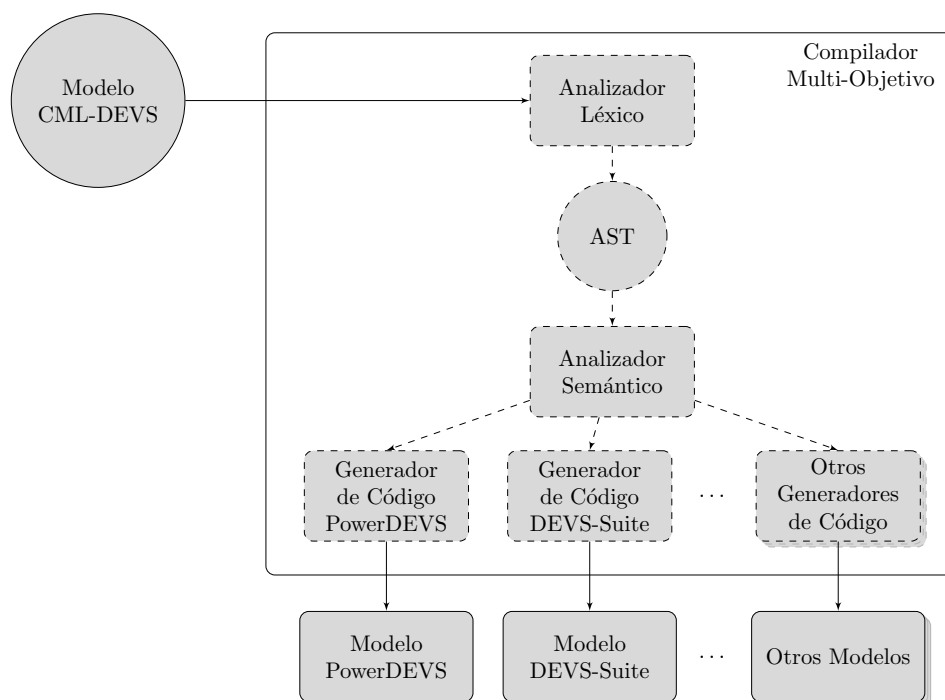 Modelo
CML-DEVS
Compilador
Multi-Objetivo
Analizador
Léxico
AST
Analizador
Semántico
Generador
de Código
PowerDEVS
Generador
de Código
DEVS-Suite
...
Otros
Generadores
de Código
Modelo
PowerDEVS
Modelo
DEVS-Suite
...
Otros Modelos